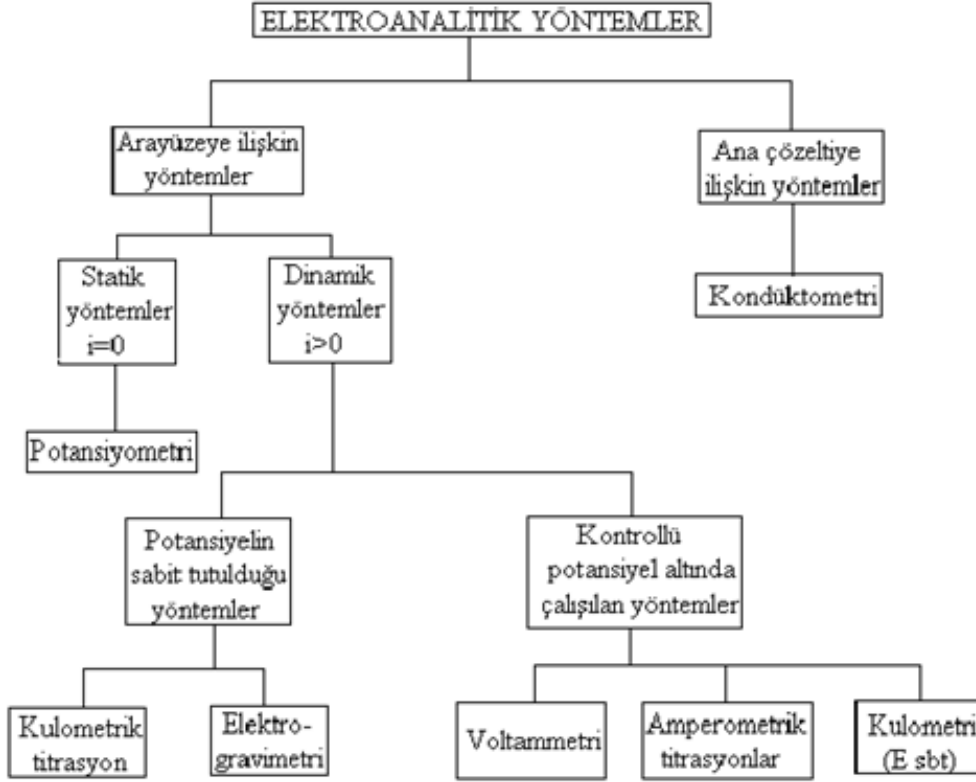 ELEKTROANALİTİK YÖNTEMLER
Arayüzeye ilişkin
yöntemler
Ana çözeltiye
ilişkin yöntemler
Statik
yöntemler
i=0
Dinamik
yöntemler
i>0
Kondüktometri
Potansiyometri
Potansiyelin
sabit tutulduğu
yöntemler
Kontrollü
potansiyel altında
çalışılan yöntemler
Kulometrik
titrasyon
Elektro-
gravimetri
Voltammetri
Amperometrik
titrasyonlar
Kulometri
(E sbt)